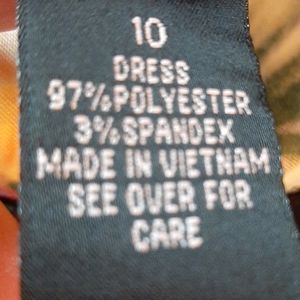 10
DRESS
97%POLYESTER
3%SPANDEX
MADE IN VIETNAM
SEE OVER FOR
CARE